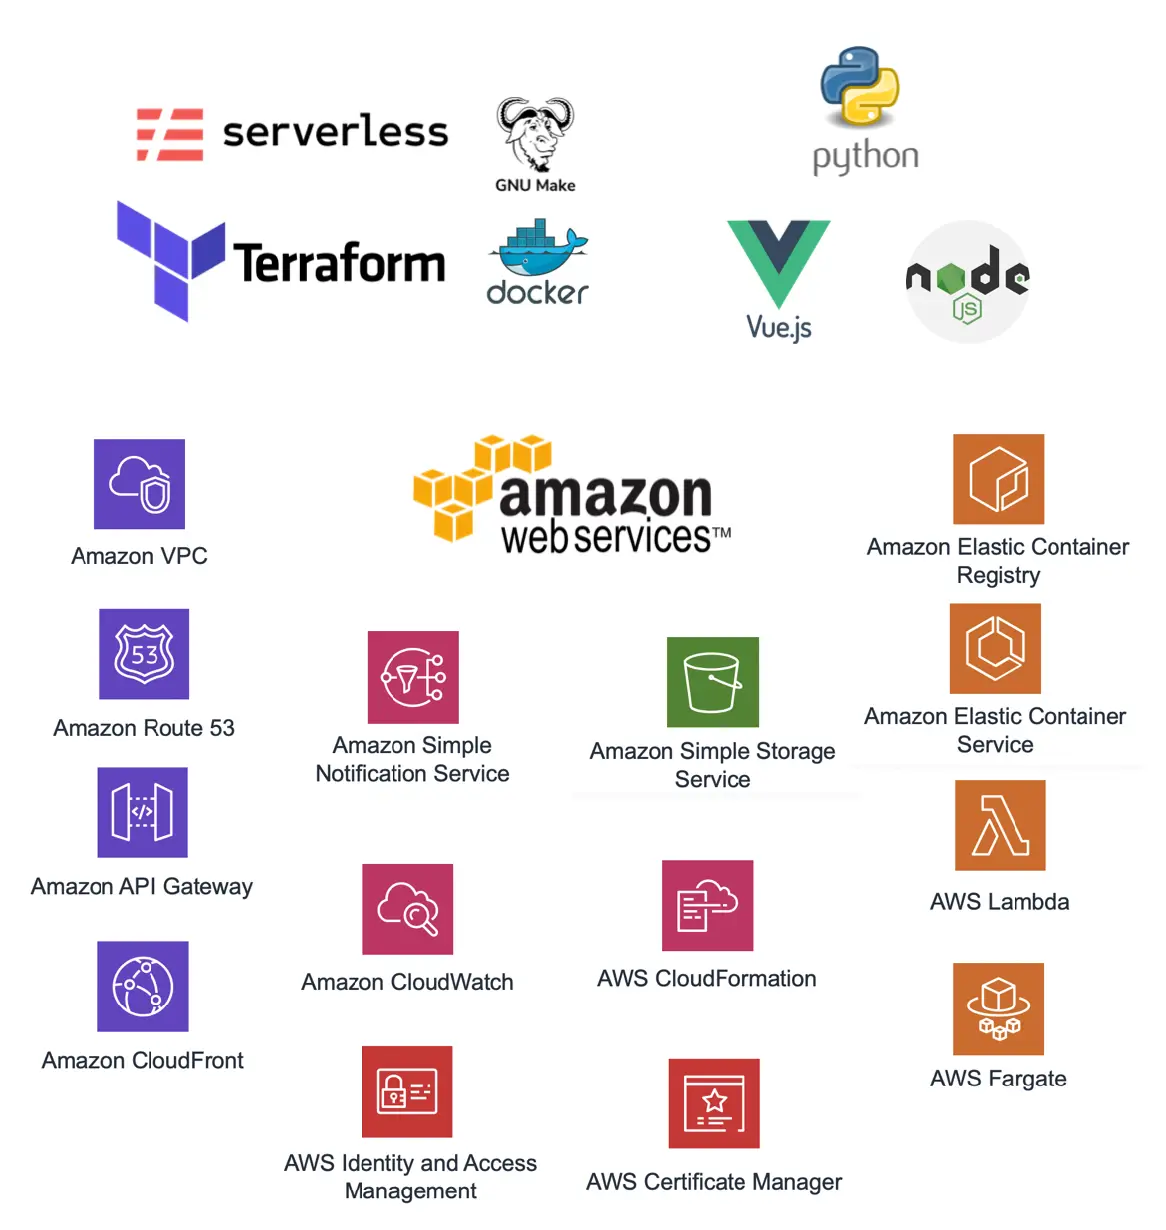 serverless
GNU Make
python
Terraform
docker
Vue.js
node
JS
amazon
web services™
Amazon VPC
Amazon Elastic Container
Registry
53
Amazon Route 53
Amazon Simple
Notification Service
Amazon Simple Storage
Service
Amazon Elastic Container
Service
</>
Amazon API Gateway
AWS Lambda
Amazon CloudWatch
AWS CloudFormation
Amazon CloudFront
AWS Fargate
AWS Identity and Access
Management
AWS Certificate Manager